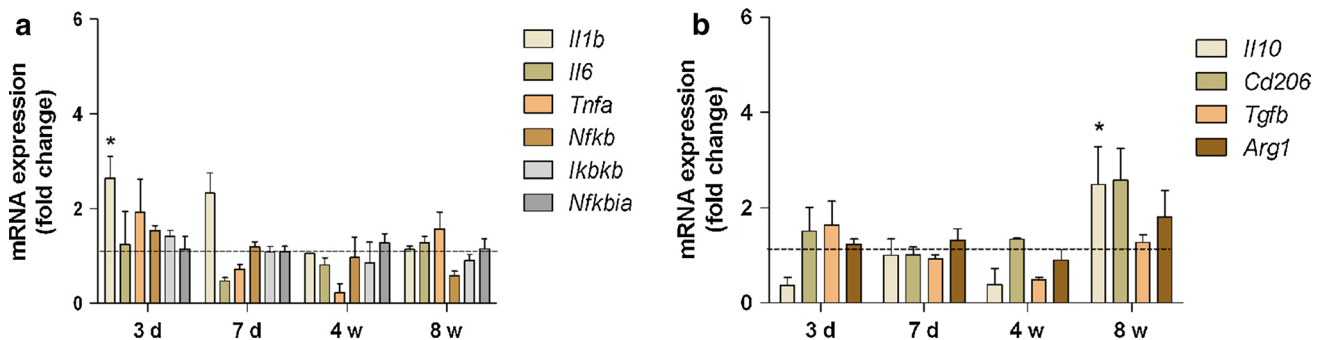 a
mRNA expression
(fold change)
6
4
2
0
*
3 d
7 d
4 w
8 w
Il1b
Il6
Tnfa
Nfkb
Ikbkb
Nfkbia
b
mRNA expression
(fold change)
6
4
2
0
*
3 d
7 d
4 w
8 w
Il10
Cd206
Tgfb
Arg1